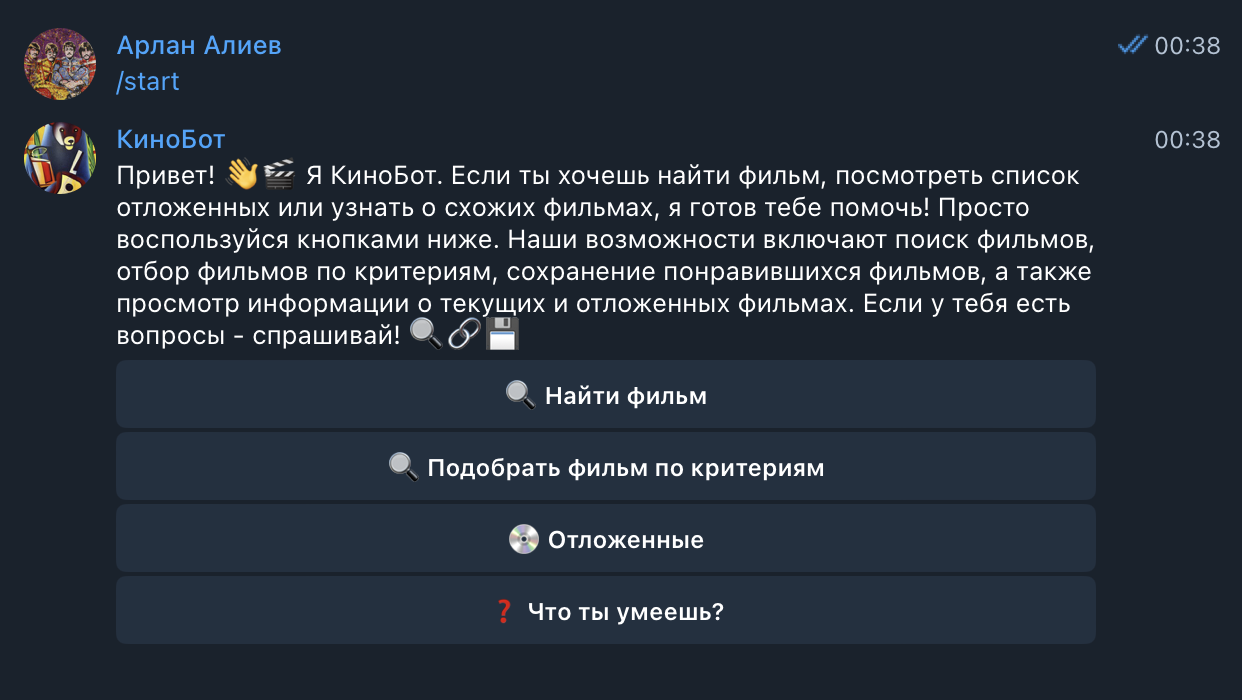 Арлан Алиев 00:38
/start
КиноБот 00:38
Привет! 👋🎬 Я КиноБот. Если ты хочешь найти фильм, посмотреть список
отложенных или узнать о схожих фильмах, я готов тебе помочь! Просто
воспользуйся кнопками ниже. Наши возможности включают поиск фильмов,
отбор фильмов по критериям, сохранение понравившихся фильмов, а также
просмотр информации о текущих и отложенных фильмах. Если у тебя есть
вопросы - спрашивай! 🔍🔗💾
🔍 Найти фильм
🔍 Подобрать фильм по критериям
💿 Отложенные
❓ Что ты умеешь?